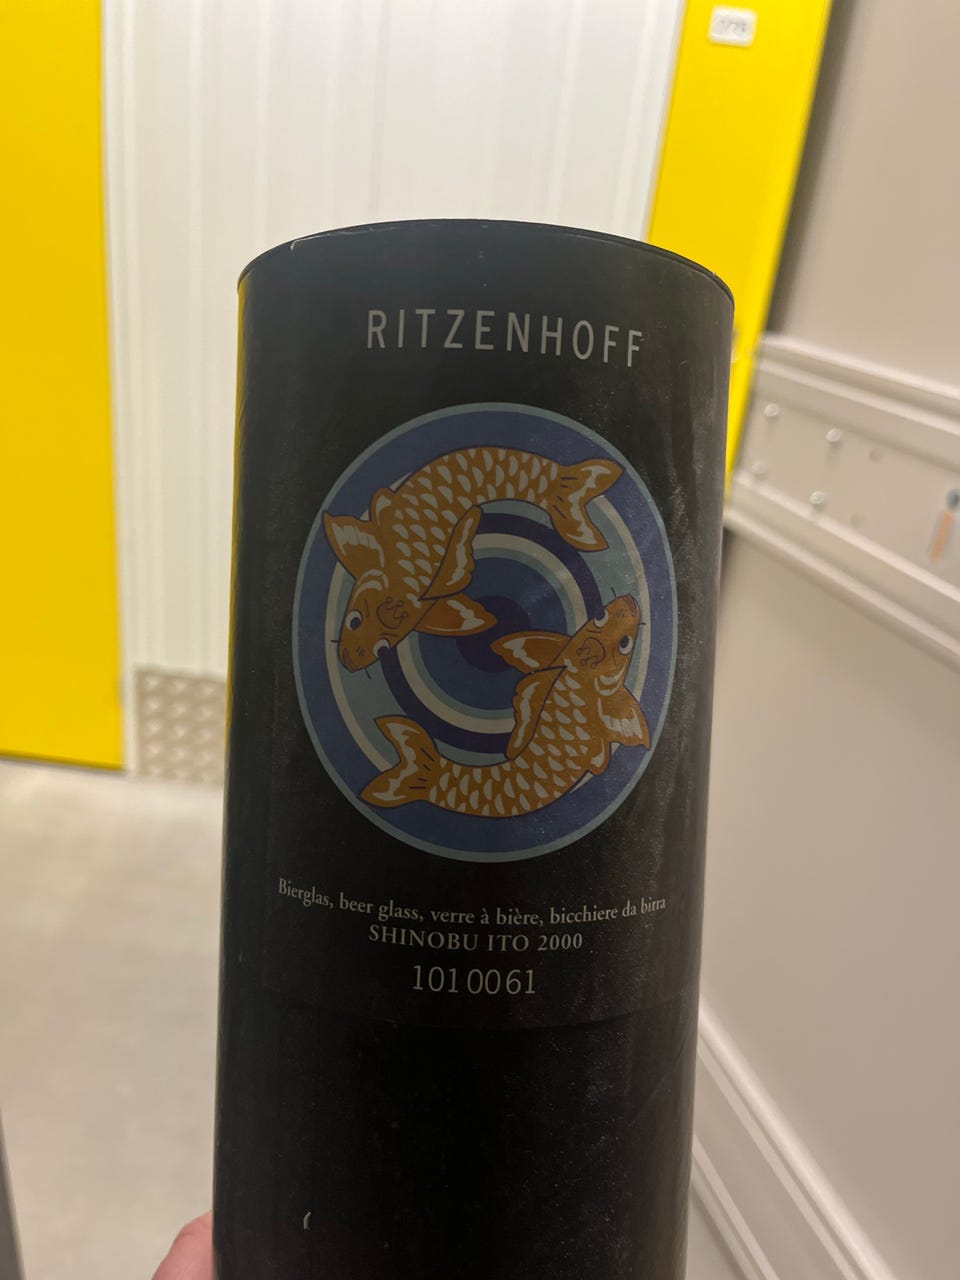 RITZENHOFF
Bierglas, beer glass, verre à bière, bicchiere da birra
SHINOBU ITO 2000
1010061